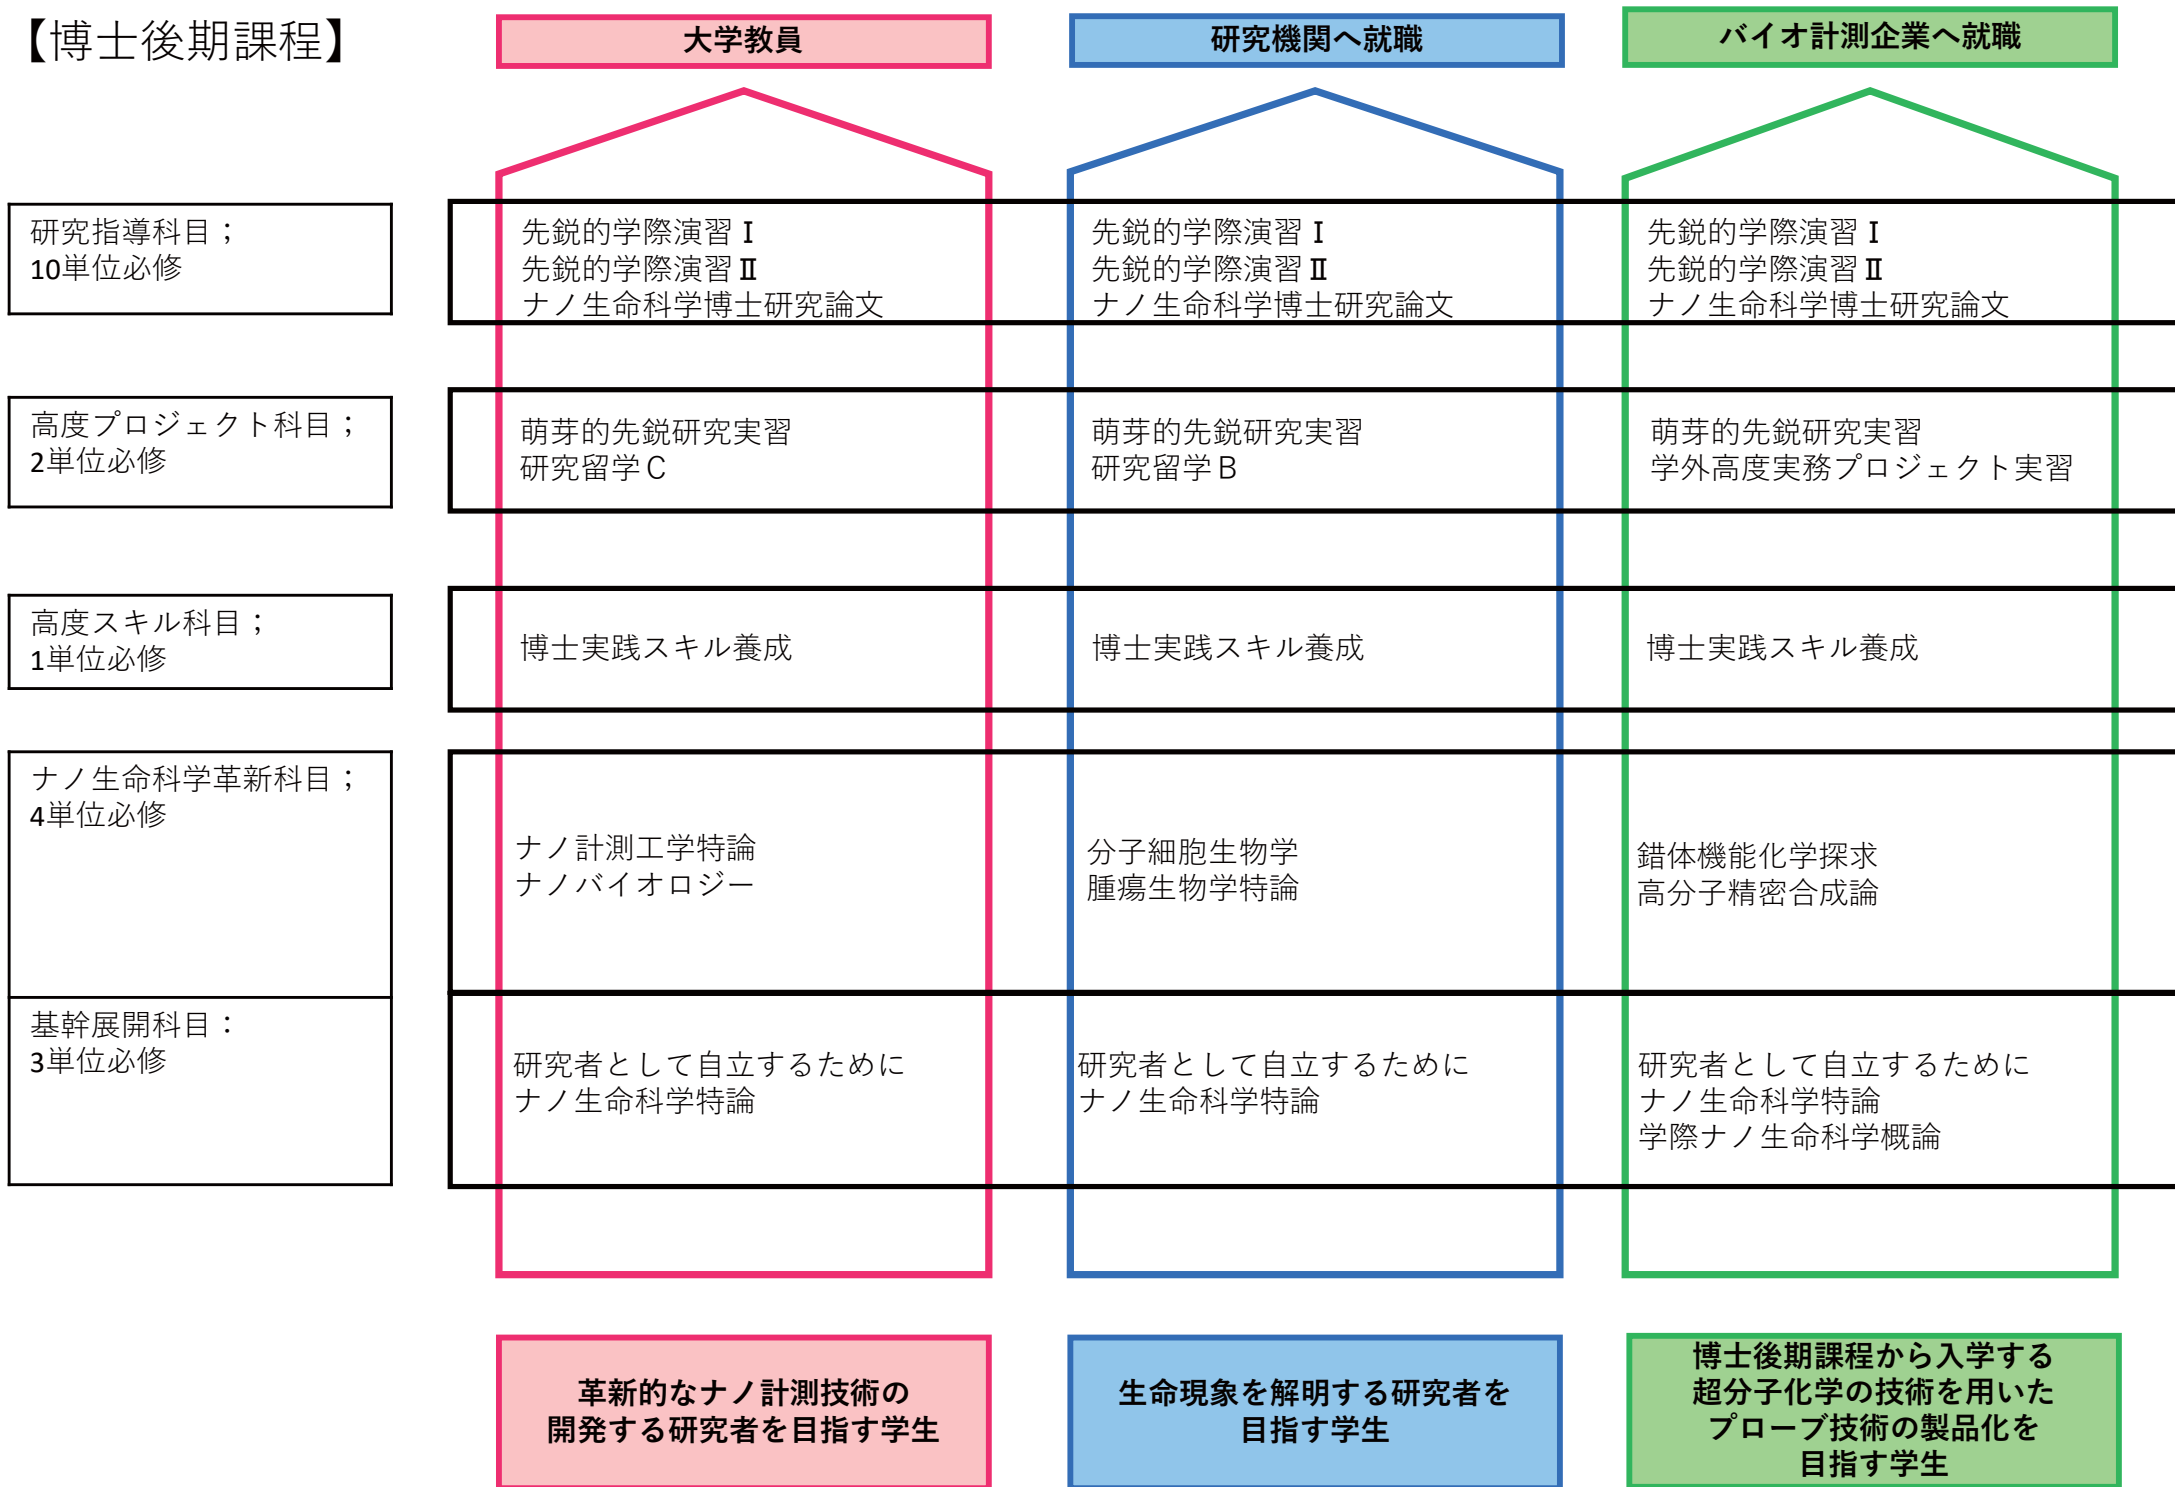 【博士後期課程】
大学教員
研究機関へ就職
バイオ計測企業へ就職
研究指導科目；
10単位必修
先鋭的学際演習Ⅰ
先鋭的学際演習Ⅱ
ナノ生命科学博士研究論文
先鋭的学際演習Ⅰ
先鋭的学際演習Ⅱ
ナノ生命科学博士研究論文
先鋭的学際演習Ⅰ
先鋭的学際演習Ⅱ
ナノ生命科学博士研究論文
高度プロジェクト科目；
2単位必修
萌芽的先鋭研究実習
研究留学Ｃ
萌芽的先鋭研究実習
研究留学Ｂ
萌芽的先鋭研究実習
学外高度実務プロジェクト実習
高度スキル科目；
1単位必修
博士実践スキル養成
博士実践スキル養成
博士実践スキル養成
ナノ生命科学革新科目；
4単位必修
ナノ計測工学特論
ナノバイオロジー
分子細胞生物学
腫瘍生物学特論
錯体機能化学探求
高分子精密合成論
基幹展開科目：
3単位必修
研究者として自立するために
ナノ生命科学特論
研究者として自立するために
ナノ生命科学特論
研究者として自立するために
ナノ生命科学特論
学際ナノ生命科学概論
革新的なナノ計測技術の
開発する研究者を目指す学生
生命現象を解明する研究者を
目指す学生
博士後期課程から入学する
超分子化学の技術を用いた
プローブ技術の製品化を
目指す学生